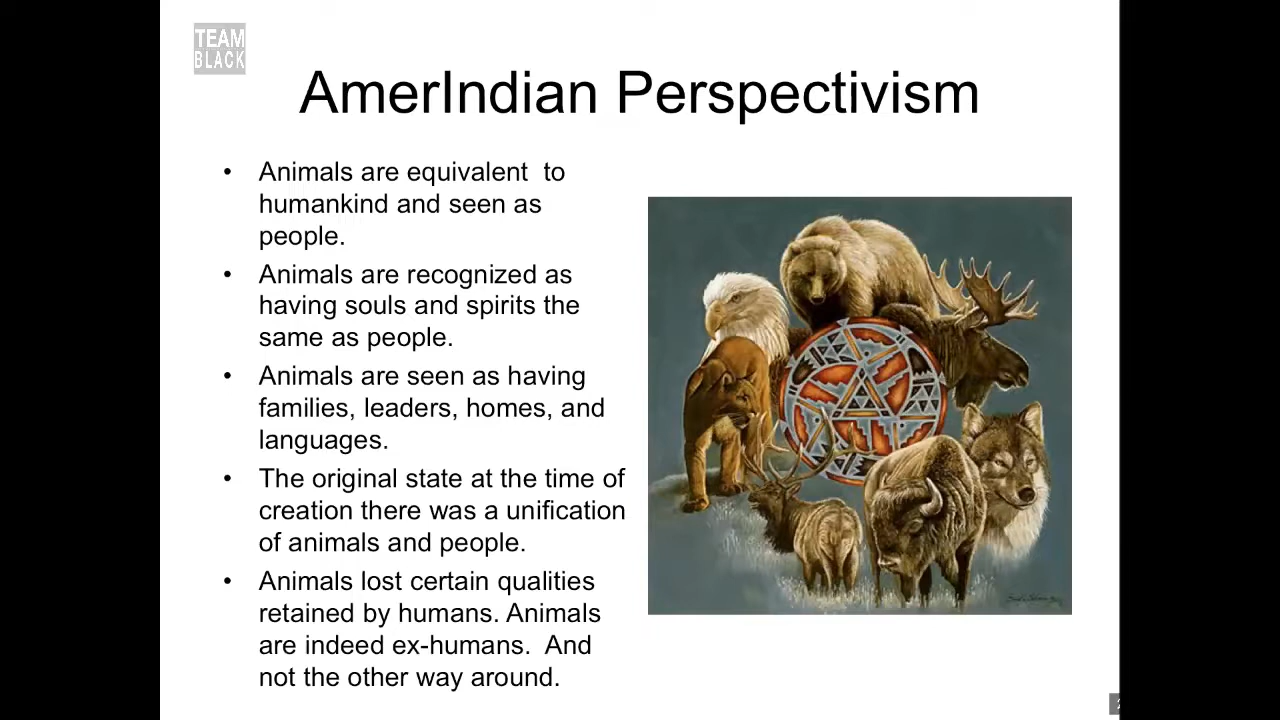 TEAM
BLACK
AmerIndian Perspectivism
• Animals are equivalent  to
humankind and seen as
people.
• Animals are recognized as
having souls and spirits the
same as people.
• Animals are seen as having
families, leaders, homes, and
languages.
• The original state at the time of
creation there was a unification
of animals and people.
• Animals lost certain qualities
retained by humans. Animals
are indeed ex-humans.  And
not the other way around.